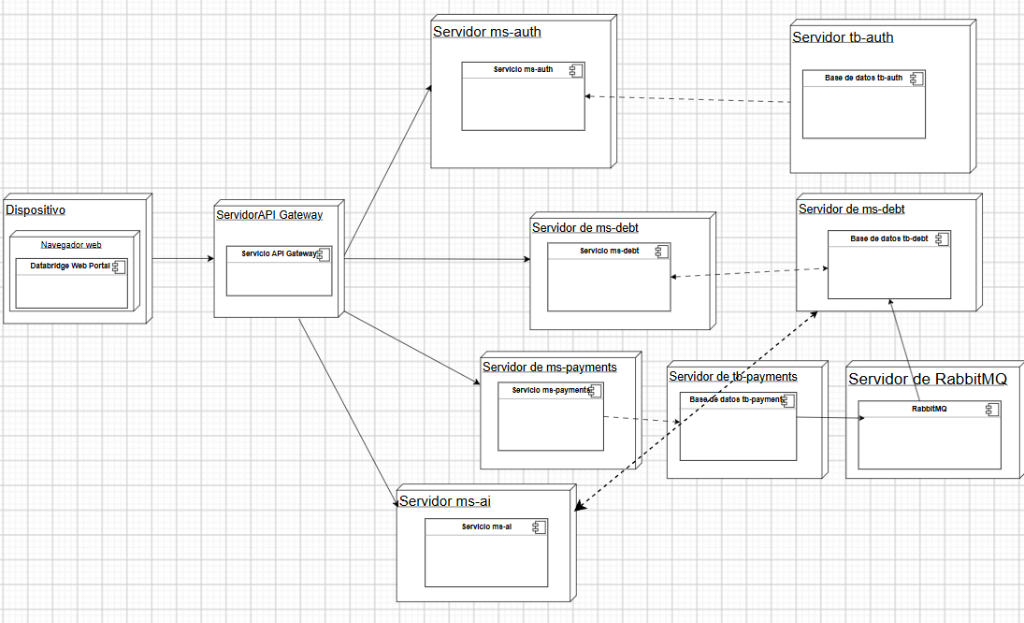 Servidor ms-auth
Servicio ms-auth
Servidor tb-auth
Base de datos tb-auth
Dispositivo
Navegador web
Databridge Web Portal
ServidorAPI Gateway
Servicio API Gateway
Servidor de ms-debt
Servicio ms-debt
Servidor de ms-debt
Base de datos tb-debt
Servidor de ms-payments
Servicio ms-payments
Servidor de tb-payments
Base de datos tb-payment
Servidor de RabbitMQ
RabbitMQ
Servidor ms-ai
Servicio ms-ai